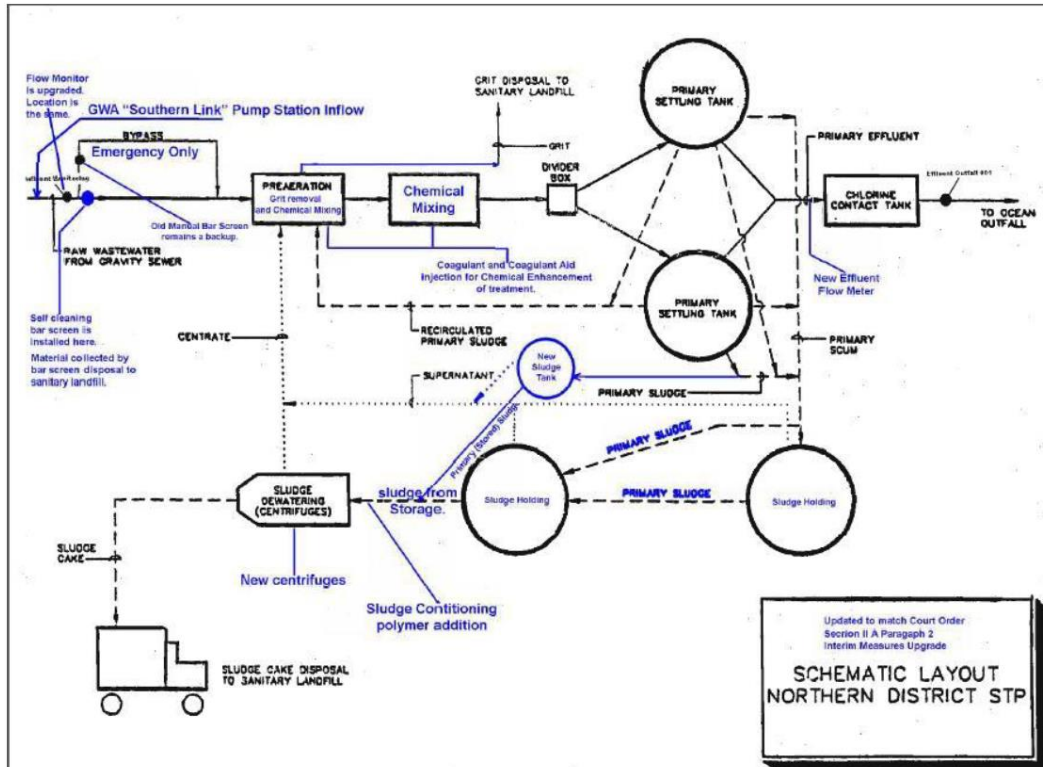 Flow Monitor
is upgraded.
Location is
the same.
GWA "Southern Link" Pump Station Inflow
BYPASS
Emergency Only
Old Manual Bar Screen
remains a backup.
RAW WASTEWATER
FROM GRAVITY SEWER
Self cleaning
bar screen is
installed here.
Material collected by
bar screen disposal to
sanitary landfill.
PREAERATION
Grit removal
and Chemical Mixing
Chemical
Mixing
GRIT DISPOSAL TO
SANITARY LANDFILL
GRIT
DIVIDER
BOX
PRIMARY
SETTLING TANK
PRIMARY EFFLUENT
CHLORINE
CONTACT TANK
Effluent Outfall 001
TO OCEAN
OUTFALL
Coagulant and Coagulant Aid
Injection for Chemical Enhancement
of treatment.
New Effluent
Flow Meter
PRIMARY
SETTLING TANK
RECIRCULATED
PRIMARY SLUDGE
CENTRATE
PRIMARY
SCUM
New
Sludge
Tank
SUPERNATANT
PRIMARY SLUDGE
Primary (Stored) Sludge
PRIMARY SLUDGE
PRIMARY SLUDGE
Sludge Holding
Sludge Holding
sludge from
Storage.
SLUDGE
DEWATERING
(CENTRIFUGES)
New centrifuges
SLUDGE
CAKE
Sludge Contitioning
polymer addition
SLUDGE CAKE DISPOSAL
TO SANITARY LANDFILL
Updated to match Court Order
Secrion II A Paragaph 2
Interim Measures Upgrade
SCHEMATIC LAYOUT
NORTHERN DISTRICT STP